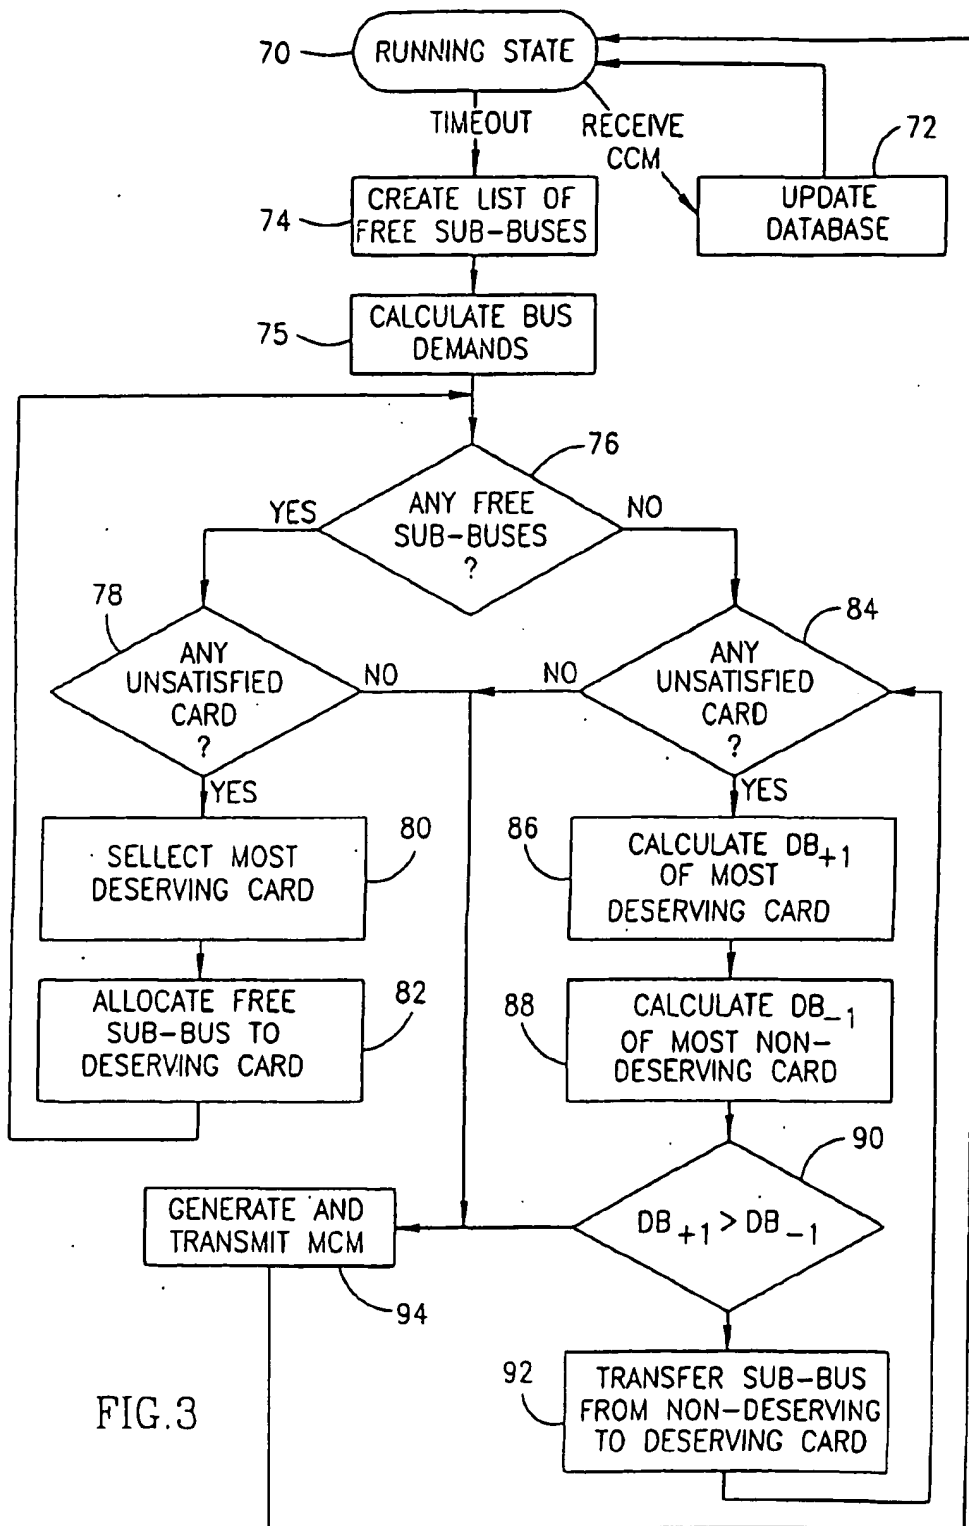 70
RUNNING STATE
TIMEOUT
RECEIVE
CCM
72
UPDATE
DATABASE
74
CREATE LIST OF
FREE SUB-BUSES
75
CALCULATE BUS
DEMANDS
76
YES
ANY FREE
SUB-BUSES
?
NO
78
ANY
UNSATISFIED
CARD
?
NO
YES
84
NO
ANY
UNSATISFIED
CARD
?
YES
80
SELLECT MOST
DESERVING CARD
86
CALCULATE DB+1
OF MOST
DESERVING CARD
82
ALLOCATE FREE
SUB-BUS TO
DESERVING CARD
88
CALCULATE DB-1
OF MOST NON-
DESERVING CARD
90
DB+1 > DB-1
GENERATE AND
TRANSMIT MCM
94
92
TRANSFER SUB-BUS
FROM NON-DESERVING
TO DESERVING CARD
FIG.3